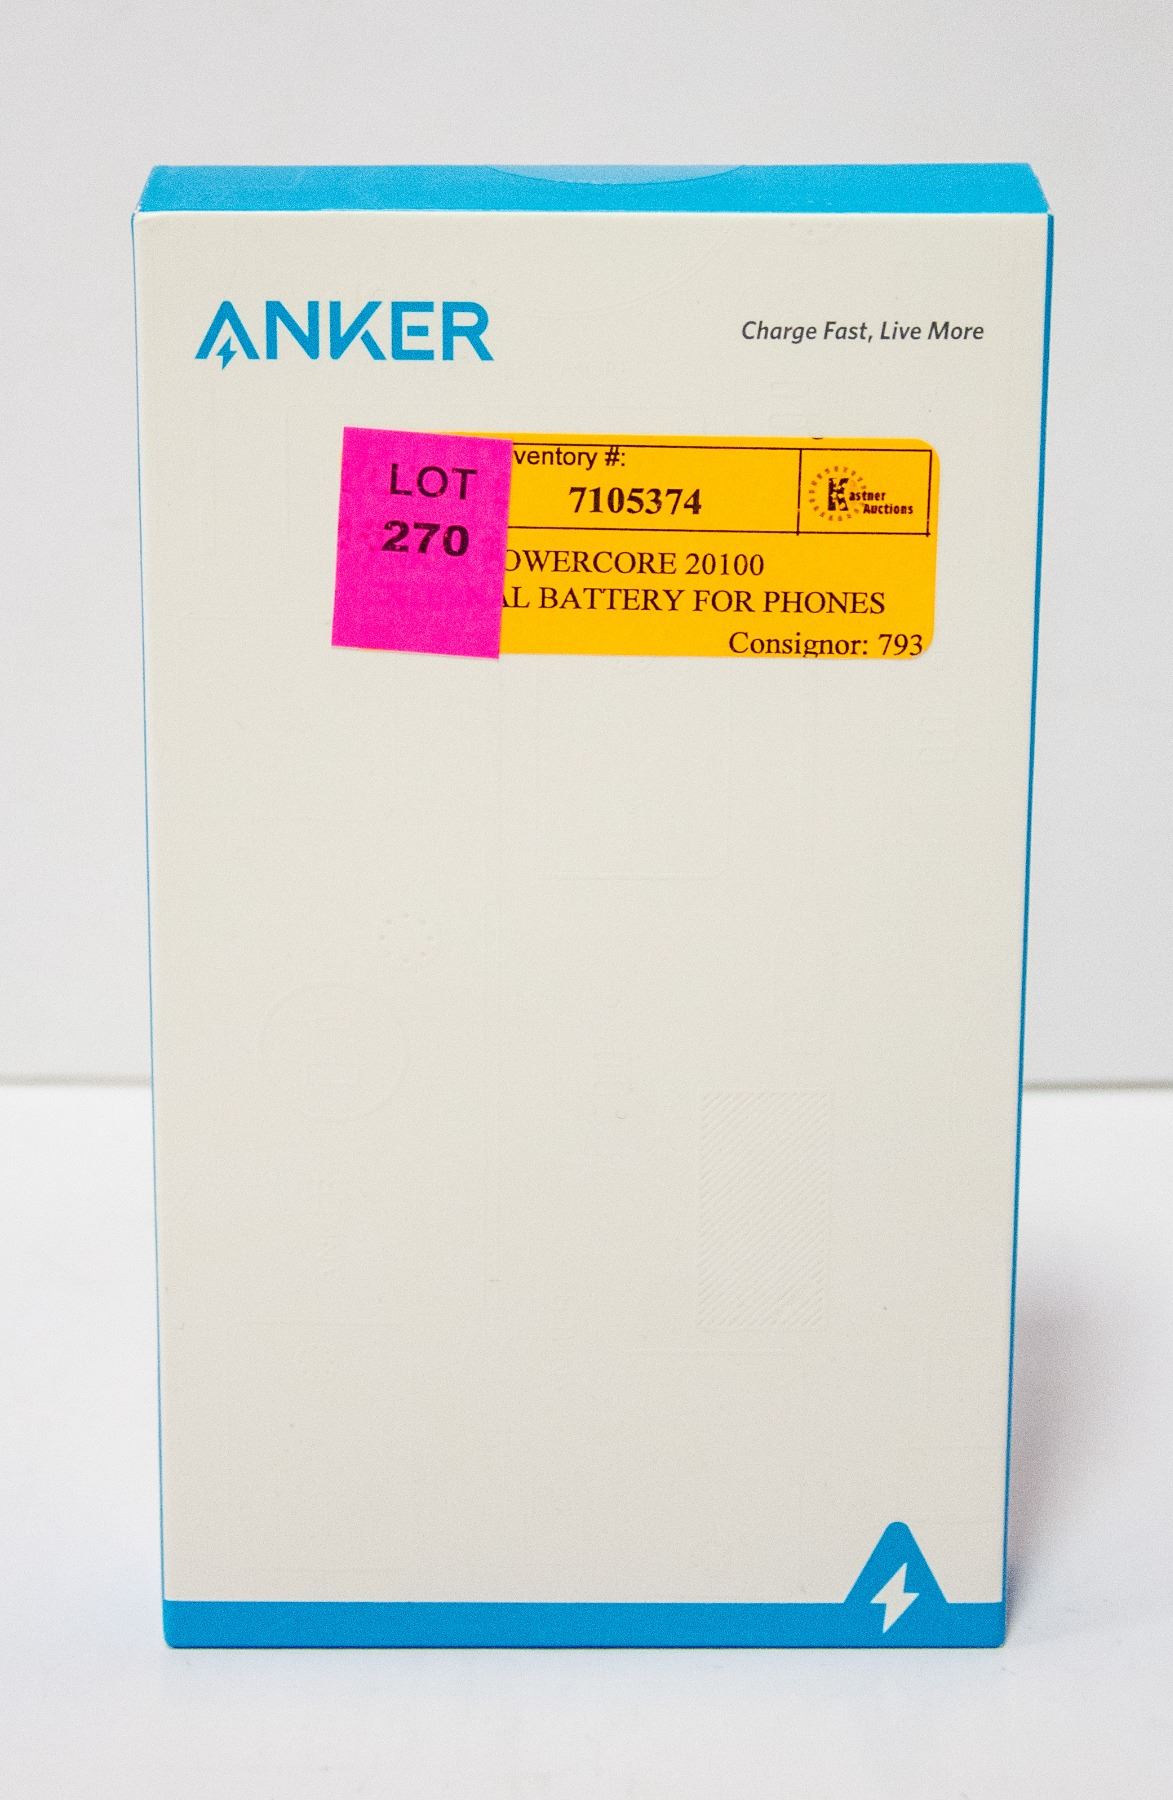 ANKER
Charge Fast, Live More
LOT
270
ventory #:
7105374
Kastner
Auctions
OWERCORE 20100
AL BATTERY FOR PHONES
Consignor: 793